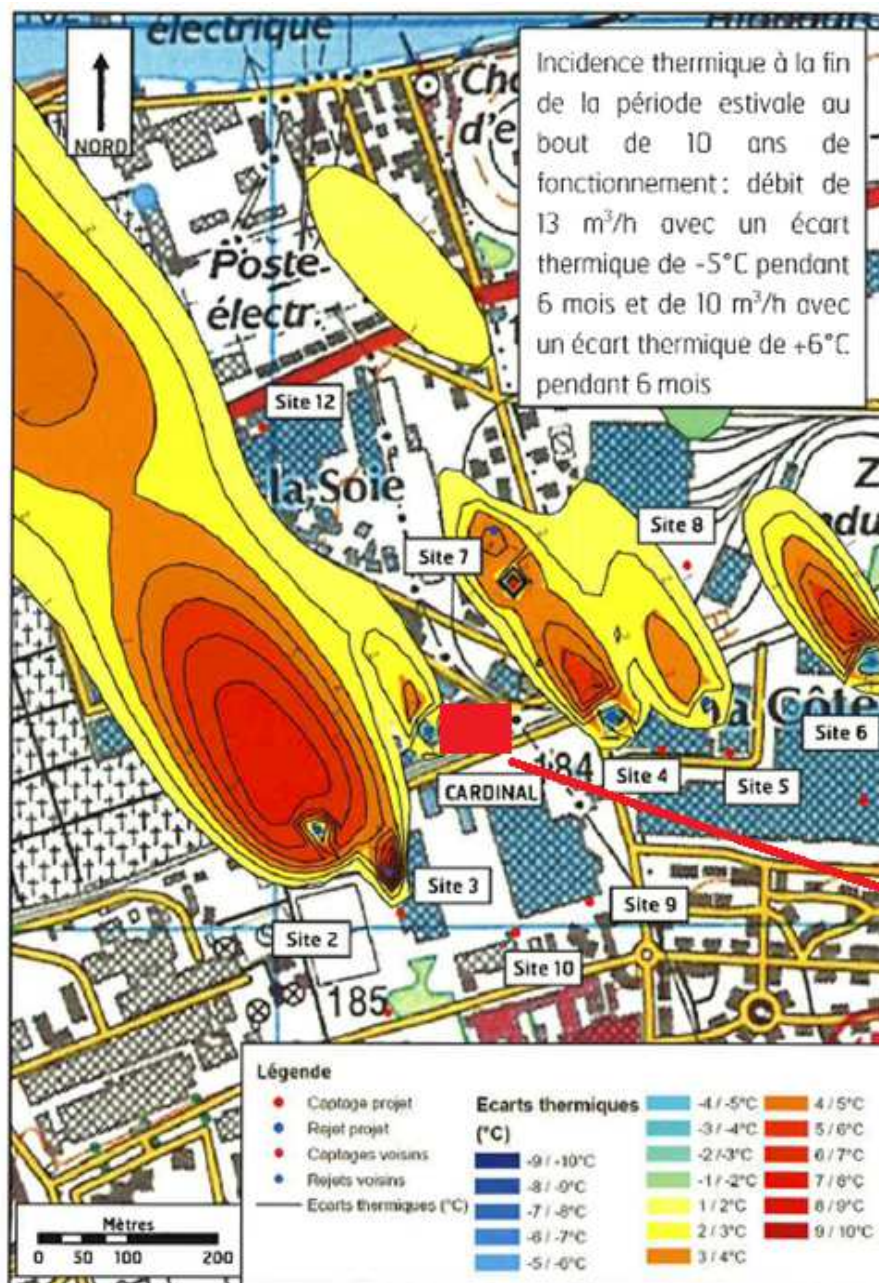 électrique
NORD
Incidence thermique à la fin
de la période estivale au
bout de 10 ans de
fonctionnement : débit de
13 m³/h avec un écart
thermique de -5°C pendant
6 mois et de 10 m³/h avec
un écart thermique de +6°C
pendant 6 mois
Ch
d'e
Poste
électr.
Site 12
la Soie
Site 7
Site 8
Z
ndu
la Côte
Site 6
184
Site 4
Site 5
CARDINAL
Site 3
Site 9
Site 2
Site 10
185
Légende
Captage projet
Rejet projet
Captages voisins
Rejets voisins
Ecarts thermiques (°C)
Ecarts thermiques
(°C)
-9 / -10°C
-8 / -9°C
-7 / -8°C
-6 / -7°C
-5 / -6°C
-4 / -5°C
-3 / -4°C
-2 / -3°C
-1 / -2°C
1 / 2°C
2 / 3°C
3 / 4°C
4 / 5°C
5 / 6°C
6 / 7°C
7 / 8°C
8 / 9°C
9 / 10°C
Mètres
0 50 100 200